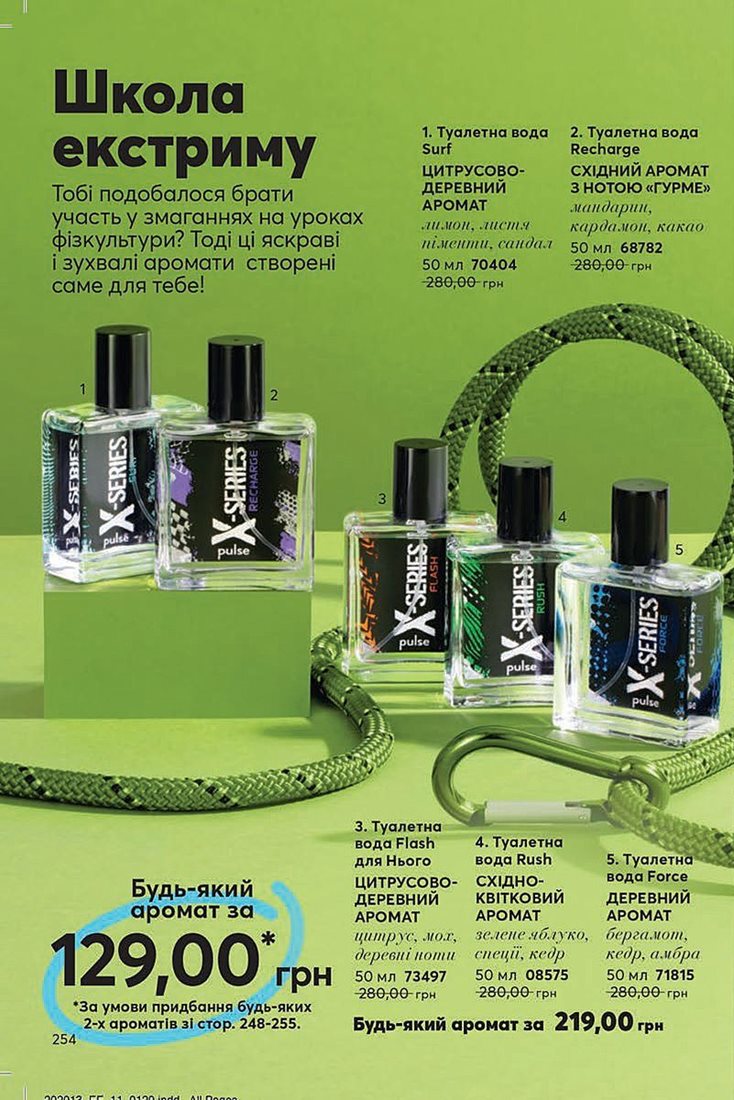 Школа
екстриму
Тобі подобалося брати
участь у змаганнях на уроках
фізкультури? Тоді ці яскраві
і зухвалі аромати створені
саме для тебе!
1. Туалетна вода
Surf
ЦИТРУСОВО-
ДЕРЕВНИЙ
АРОМАТ
лимон, листя
піменти, сандал
50 мл 70404
280,00 грн
2. Туалетна вода
Recharge
СХІДНИЙ АРОМАТ
З НОТОЮ «ГУРМЕ»
мандарин,
кардамон, какао
50 мл 68782
280,00 грн
1
X-SERIES
SURF
pulse
2
X-SERIES
RECHARGE
pulse
3
X-SERIES
FLASH
pulse
4
X-SERIES
RUSH
pulse
5
X-SERIES
FORCE
pulse
FORCE
3. Туалетна
вода Flash
для Нього
ЦИТРУСОВО-
ДЕРЕВНИЙ
АРОМАТ
цитрус, мох,
деревні ноти
50 мл 73497
280,00 грн
4. Туалетна
вода Rush
СХІДНО-
КВІТКОВИЙ
АРОМАТ
зелене яблуко,
спеції, кедр
50 мл 08575
280,00 грн
5. Туалетна
вода Force
ДЕРЕВНИЙ
АРОМАТ
бергамот,
кедр, амбра
50 мл 71815
280,00 грн
Будь-який аромат за 219,00 грн
Будь-який
аромат за
129,00* грн
*За умови придбання будь-яких
2-х ароматів зі стор. 248-255.
254